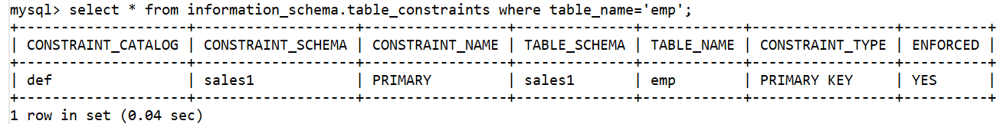 mysql> select * from information_schema.table_constraints where table_name='emp';
+--------------------+-------------------+-----------------+--------------+------------+-----------------+----------+
| CONSTRAINT_CATALOG | CONSTRAINT_SCHEMA | CONSTRAINT_NAME | TABLE_SCHEMA | TABLE_NAME | CONSTRAINT_TYPE | ENFORCED |
+--------------------+-------------------+-----------------+--------------+------------+-----------------+----------+
| def                | sales1            | PRIMARY         | sales1       | emp        | PRIMARY KEY     | YES      |
+--------------------+-------------------+-----------------+--------------+------------+-----------------+----------+
1 row in set (0.04 sec)